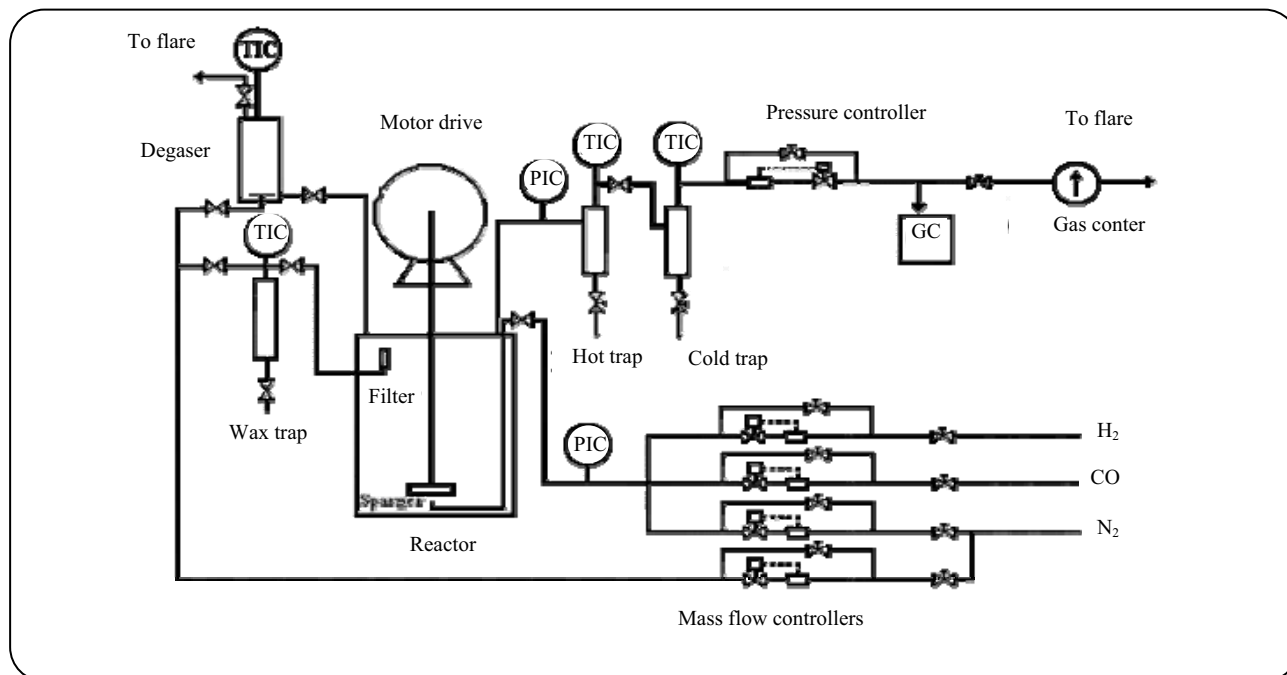 To flare
TIC
Motor drive
Degaser
Pressure controller
To flare
TIC
TIC
PIC
Gas conter
GC
TIC
Hot trap
Cold trap
Filter
Wax trap
PIC
H₂
CO
N₂
Sparger
Reactor
Mass flow controllers